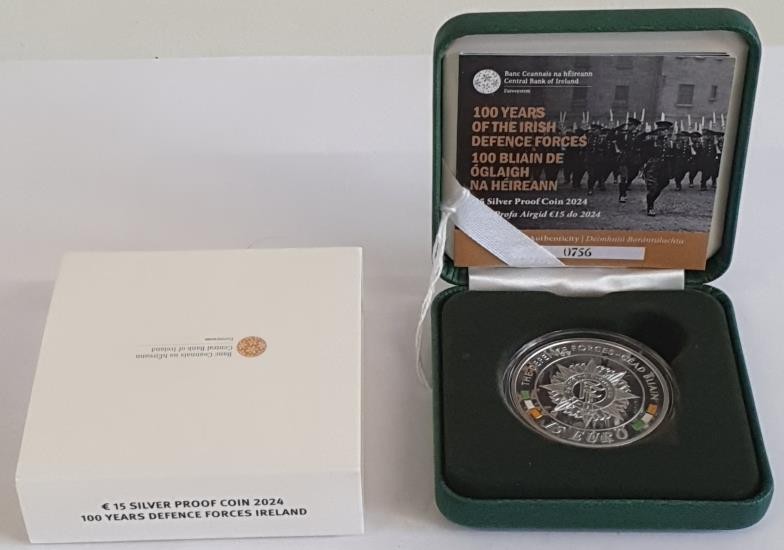 Banc Ceannais na hÉireann
Central Bank of Ireland
Eurosystem
100 YEARS
OF THE IRISH
DEFENCE FORCES
100 BLIAIN DE
ÓGLAIGH
NA HÉIREANN
5 Silver Proof Coin 2024
Profa Airgid €15 do 2024
Authenticity | Deimhniú Barántúlachta
0756
THE DEFENCE FORCES - CEAD BLIAIN
15 EURO
Banc Ceannais na hÉireann
Central Bank of Ireland
Eurosystem
€ 15 SILVER PROOF COIN 2024
100 YEARS DEFENCE FORCES IRELAND